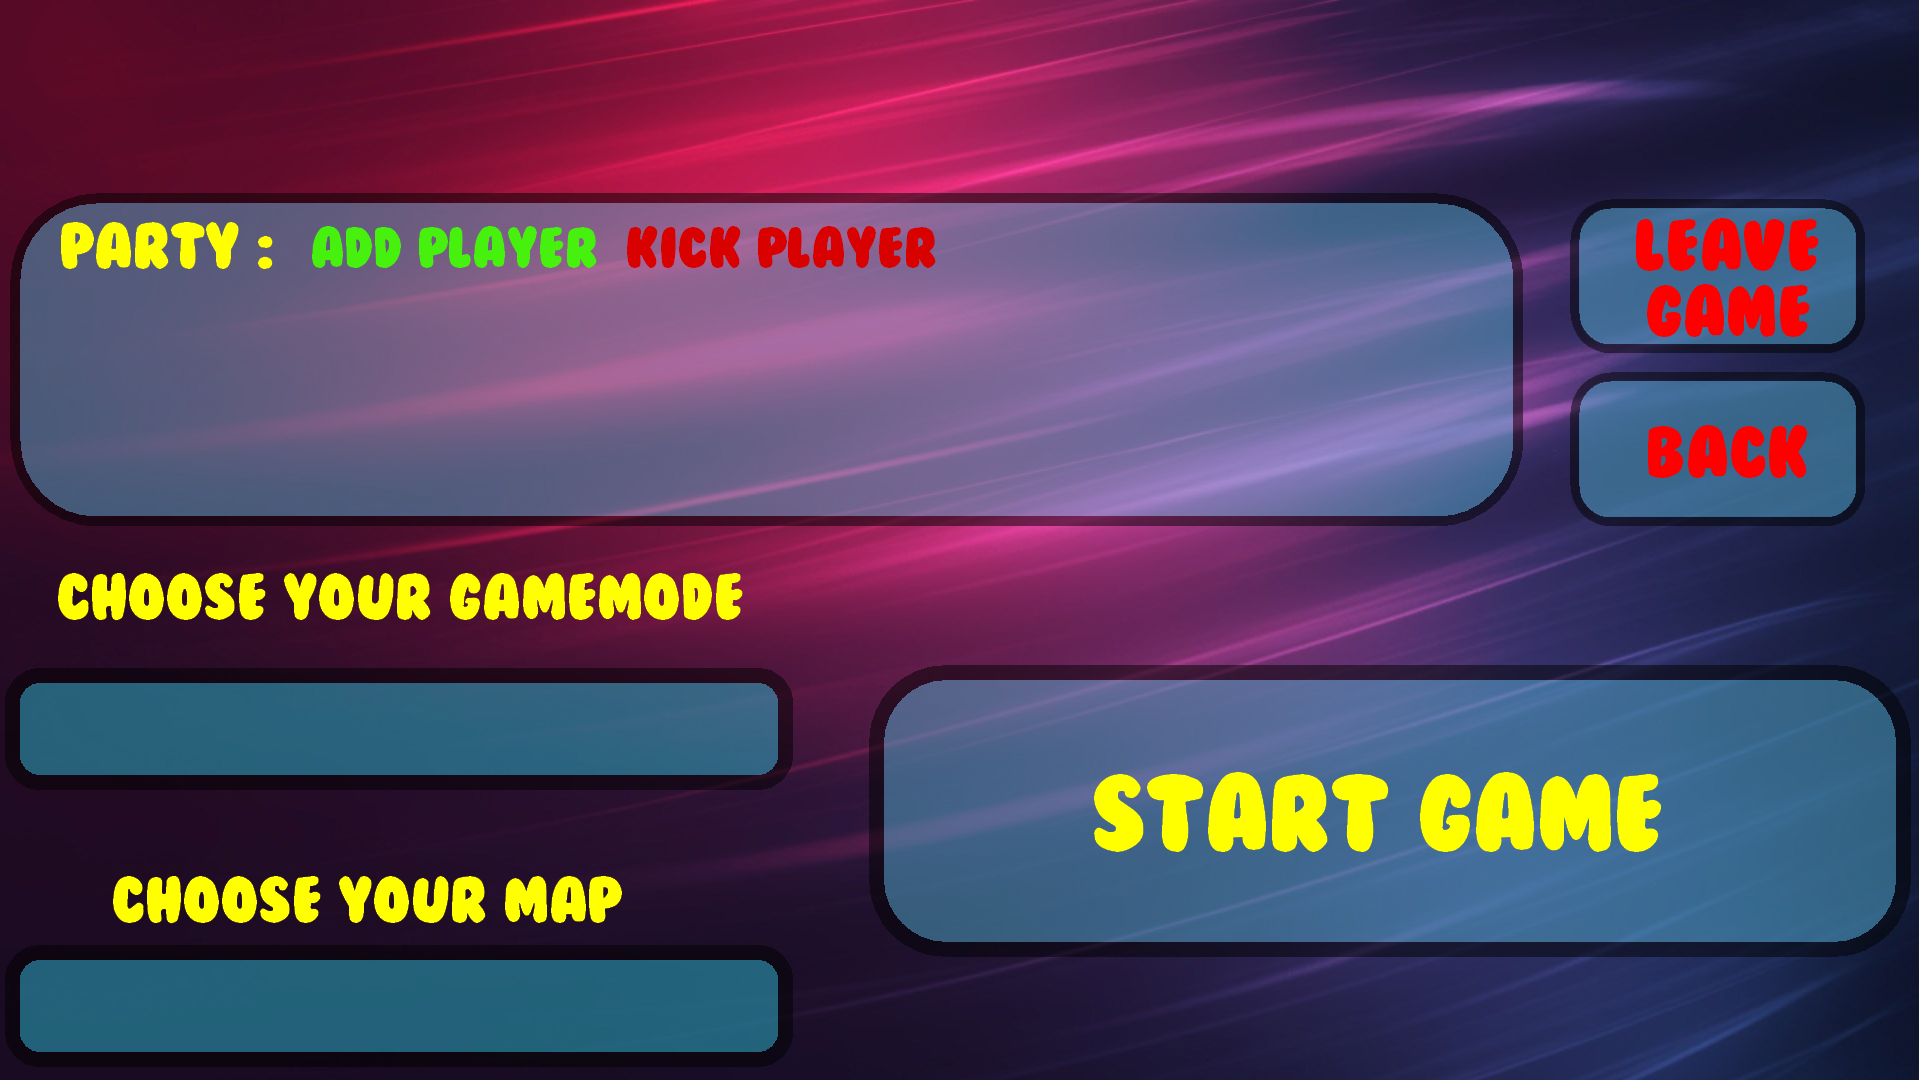 PARTY : ADD PLAYER KICK PLAYER
LEAVE
GAME
BACK
CHOOSE YOUR GAMEMODE
START GAME
CHOOSE YOUR MAP